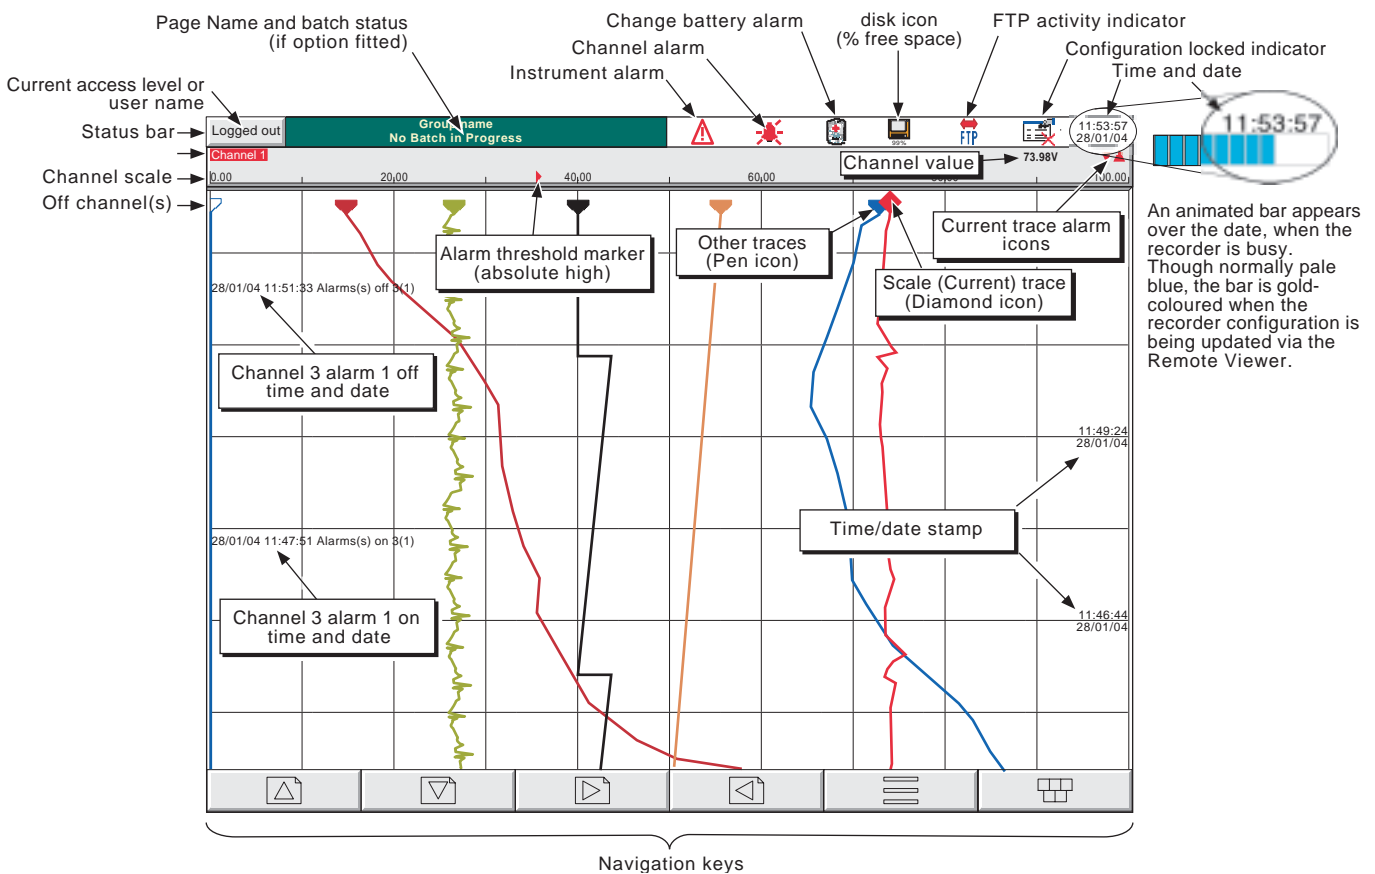 Page Name and batch status
(if option fitted)
Change battery alarm
disk icon
(% free space)
FTP activity indicator
Channel alarm
Configuration locked indicator
Instrument alarm
Time and date
Current access level or
user name
Status bar
Logged out
Group name
No Batch in Progress
99%
FTP
11:53:57
28/01/04
11:53:57
Channel 1
Channel value
73.98V
Channel scale
0.00
20,00
40,00
60,00
100.00
Off channel(s)
Alarm threshold marker
(absolute high)
Other traces
(Pen icon)
Current trace alarm
icons
Scale (Current) trace
(Diamond icon)
An animated bar appears
over the date, when the
recorder is busy.
Though normally pale
blue, the bar is gold-
coloured when the
recorder configuration is
being updated via the
Remote Viewer.
28/01/04 11:51:33 Alarms(s) off 3(1)
Channel 3 alarm 1 off
time and date
11:49:24
28/01/04
Time/date stamp
28/01/04 11:47:51 Alarms(s) on 3(1)
Channel 3 alarm 1 on
time and date
11:46:44
28/01/04
Navigation keys